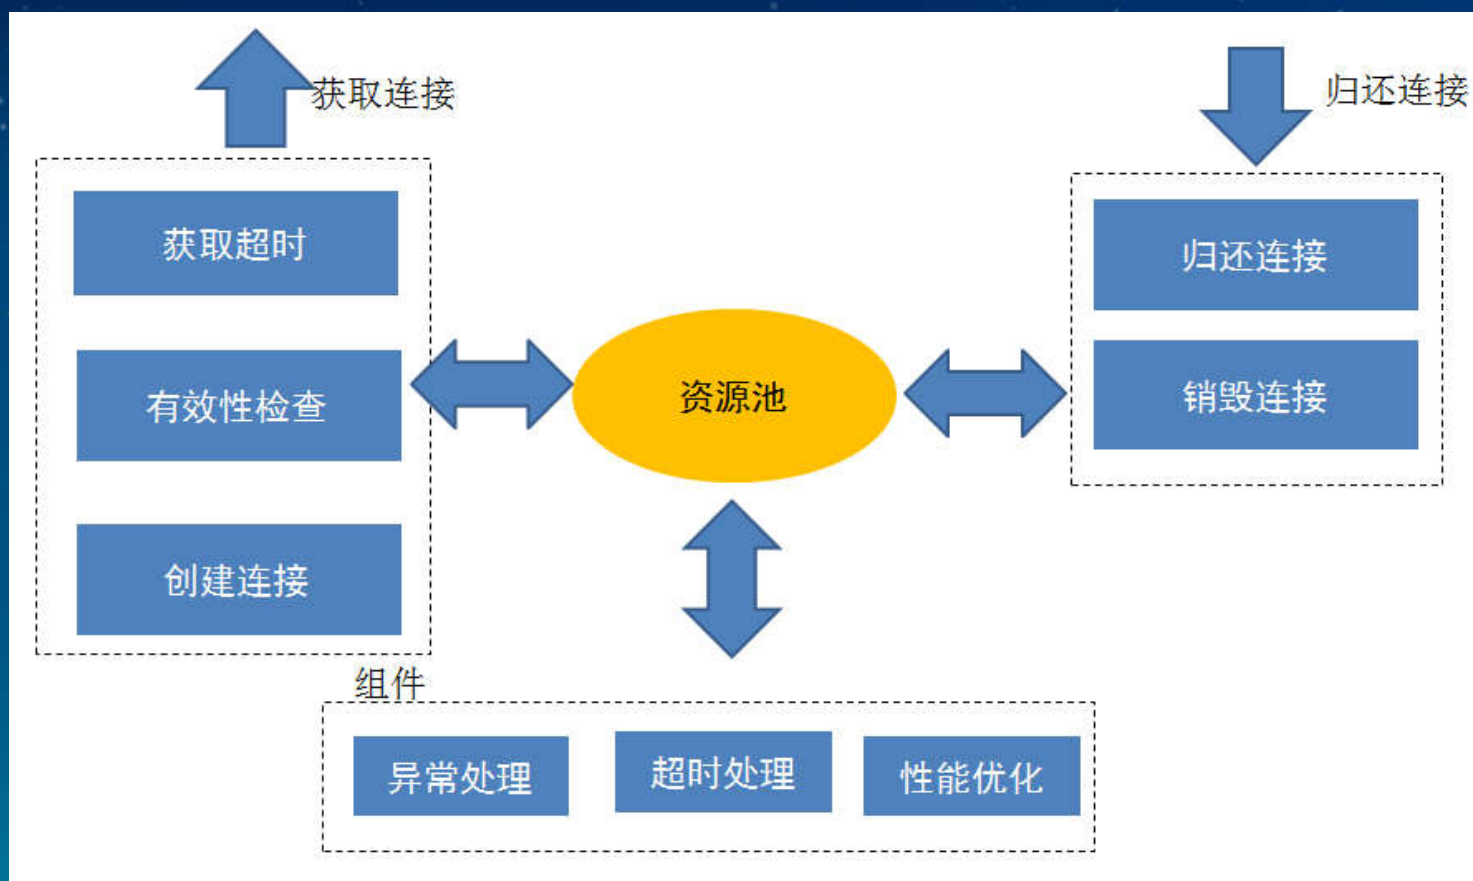 获取连接
归还连接
获取超时
有效性检查
创建连接
资源池
归还连接
销毁连接
组件
异常处理
超时处理
性能优化